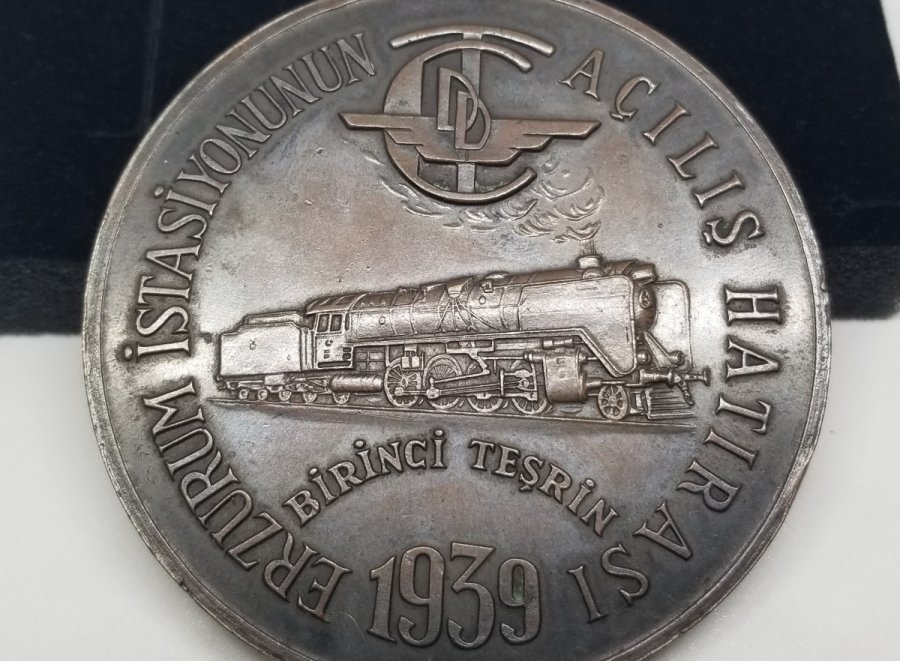 ERZURUM İSTASİYONUNUN AÇILIŞ HATIRASI
TCDD
BİRİNCİ TEŞRİN
1939